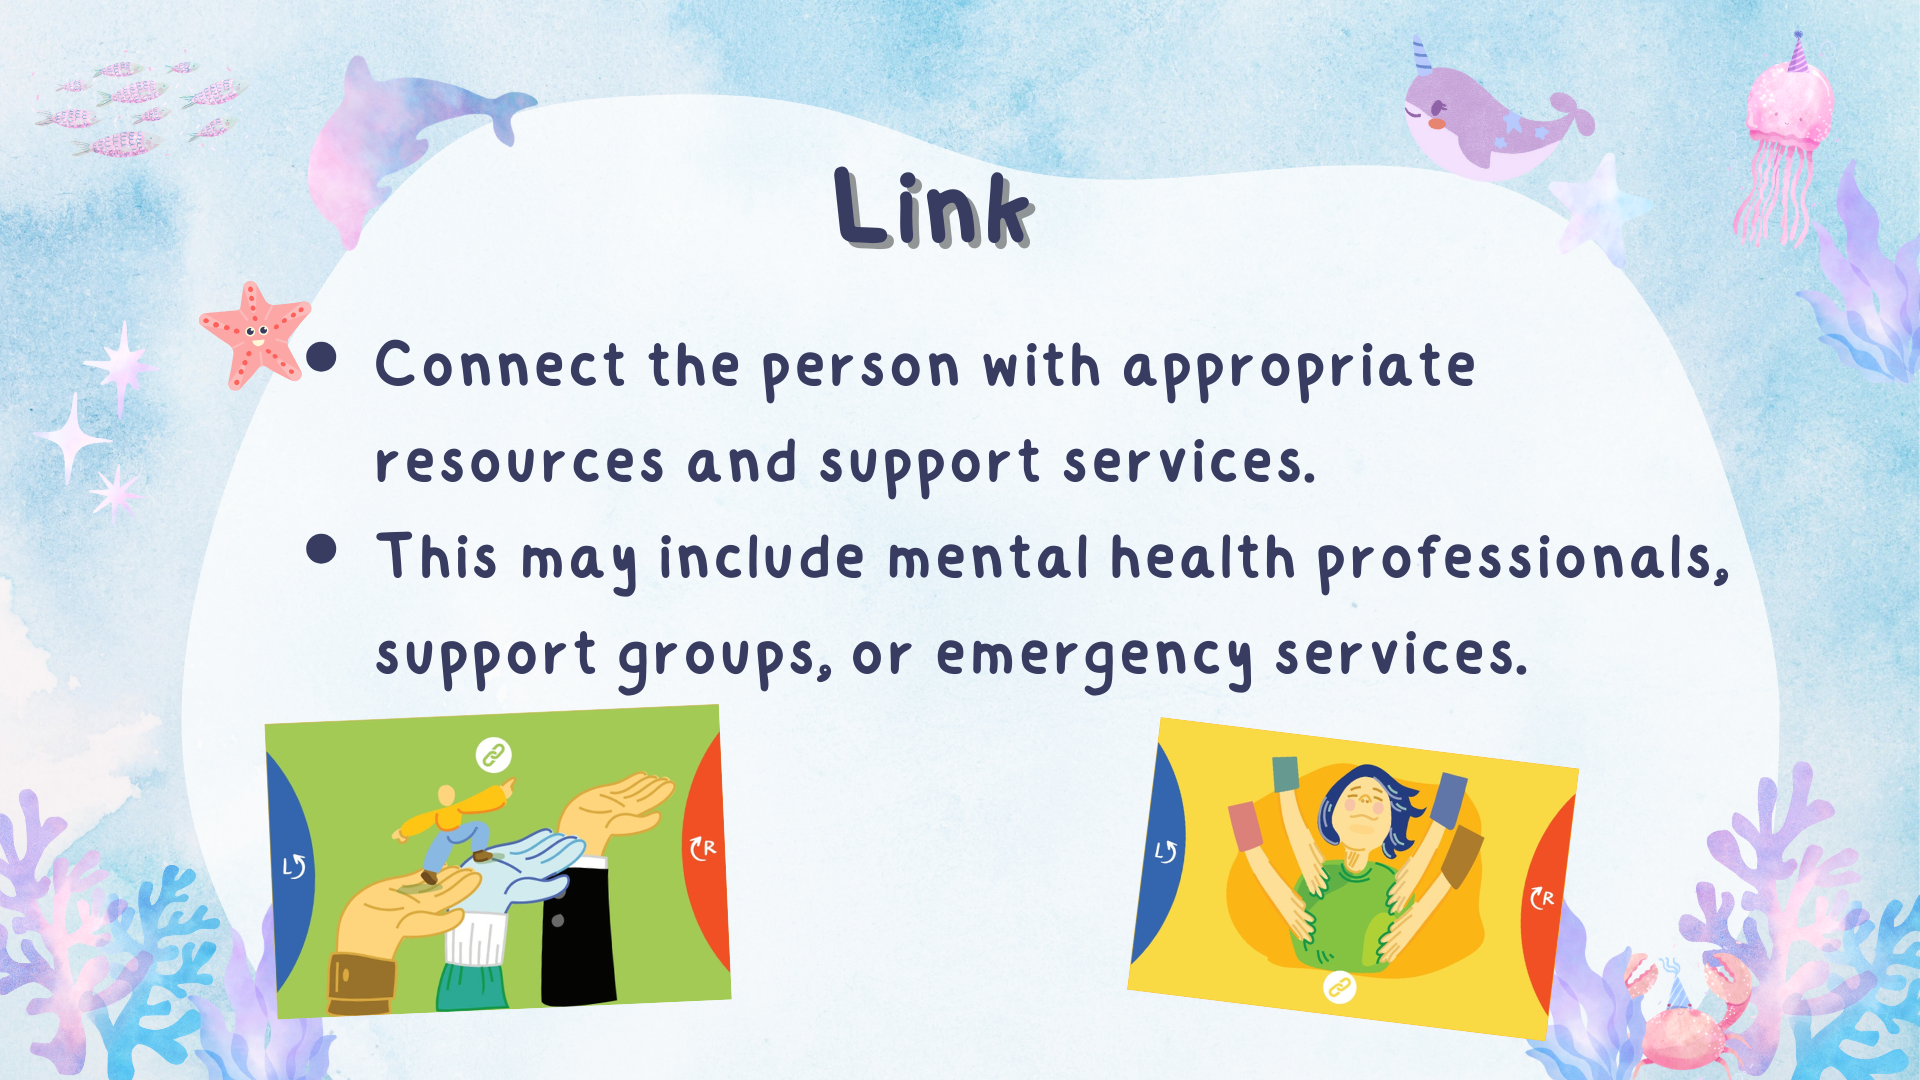 Link
• Connect the person with appropriate
resources and support services.
• This may include mental health professionals,
support groups, or emergency services.
L
R
L
R